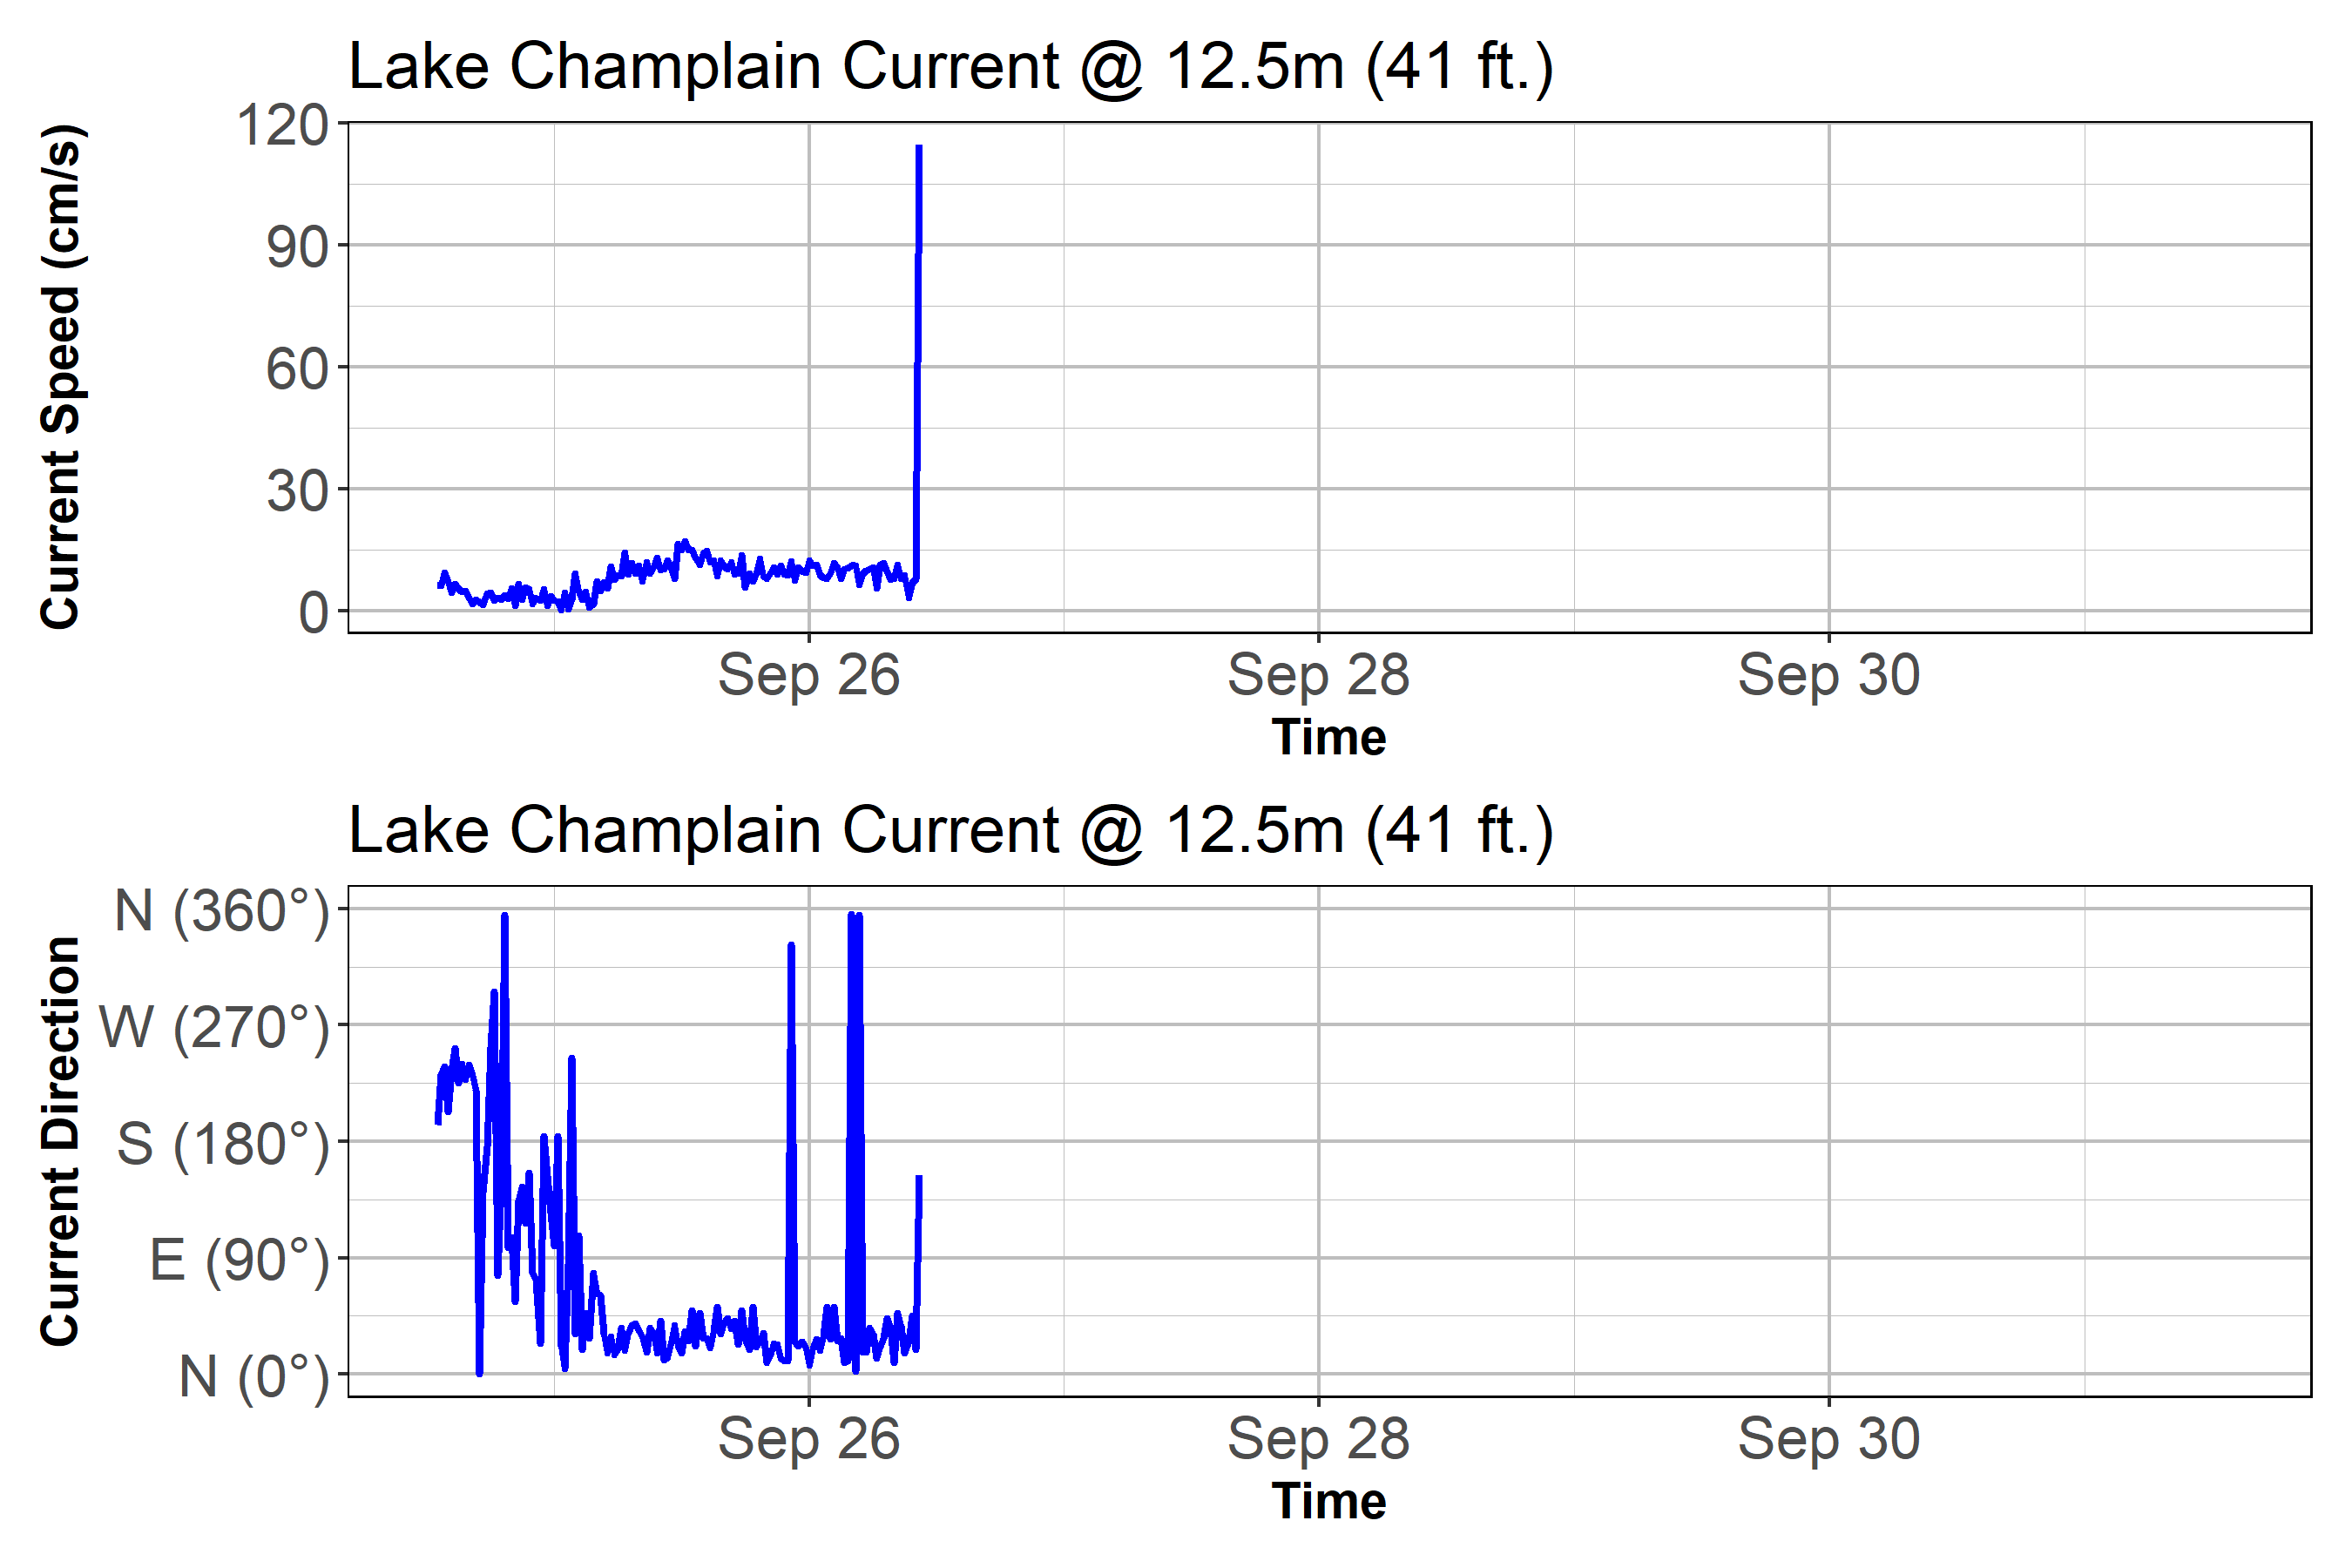 Lake Champlain Current @ 12.5m (41 ft.)
Current Speed (cm/s)
120
90
60
30
0
Sep 26 Sep 28 Sep 30
Time
Lake Champlain Current @ 12.5m (41 ft.)
Current Direction
N (360°)
W (270°)
S (180°)
E (90°)
N (0°)
Sep 26 Sep 28 Sep 30
Time